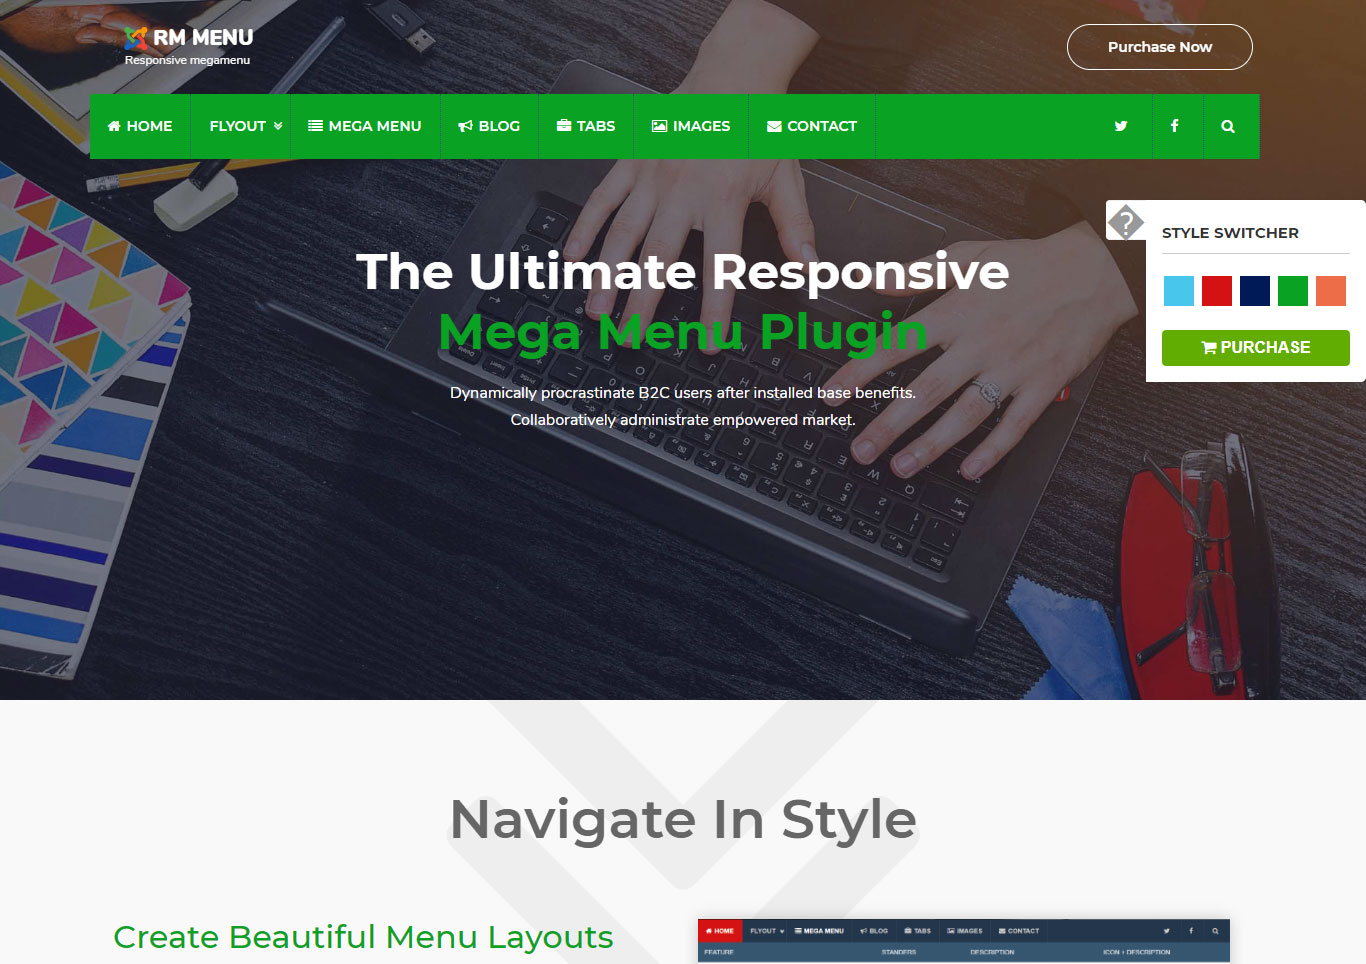 RM MENU
Responsive megamenu
Purchase Now
HOME FLYOUT MEGA MENU BLOG TABS IMAGES CONTACT
STYLE SWITCHER
PURCHASE
The Ultimate Responsive
Mega Menu Plugin
Dynamically procrastinate B2C users after installed base benefits.
Collaboratively administrate empowered market.
Navigate In Style
Create Beautiful Menu Layouts
HOME FLYOUT MEGA MENU BLOG TABS IMAGES CONTACT
FEATURE STANDERS DESCRIPTION ICON + DESCRIPTION